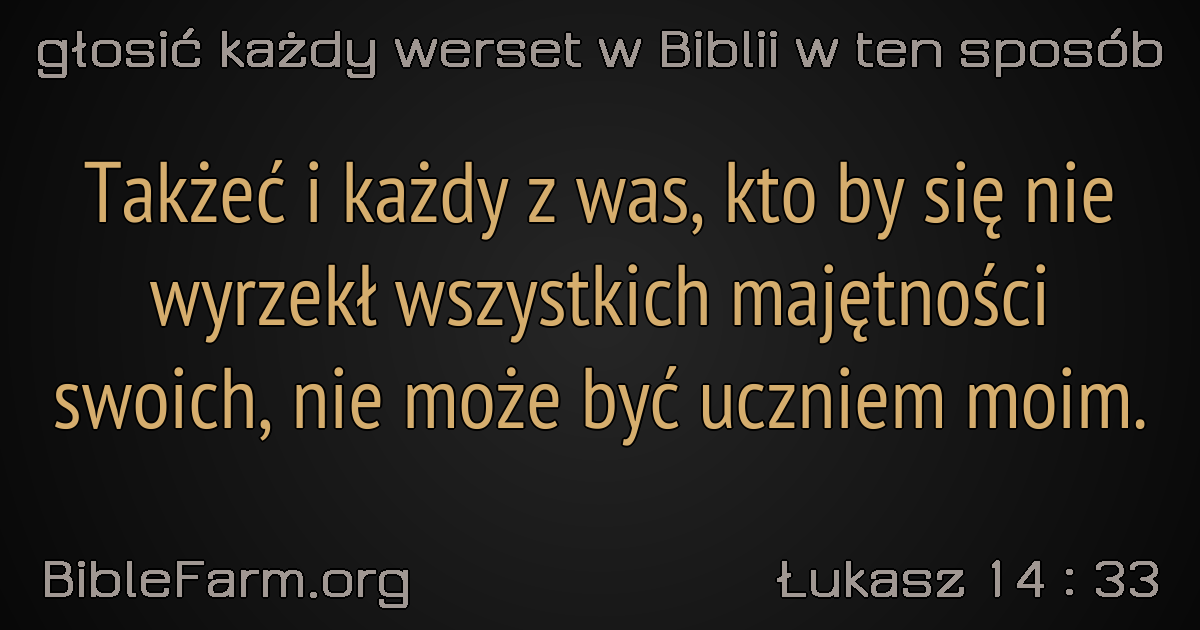 głosić każdy werset w Biblii w ten sposób
Takżeć i każdy z was, kto by się nie
wyrzekł wszystkich majętności
swoich, nie może być uczniem moim.
BibleFarm.org
Łukasz 14 : 33